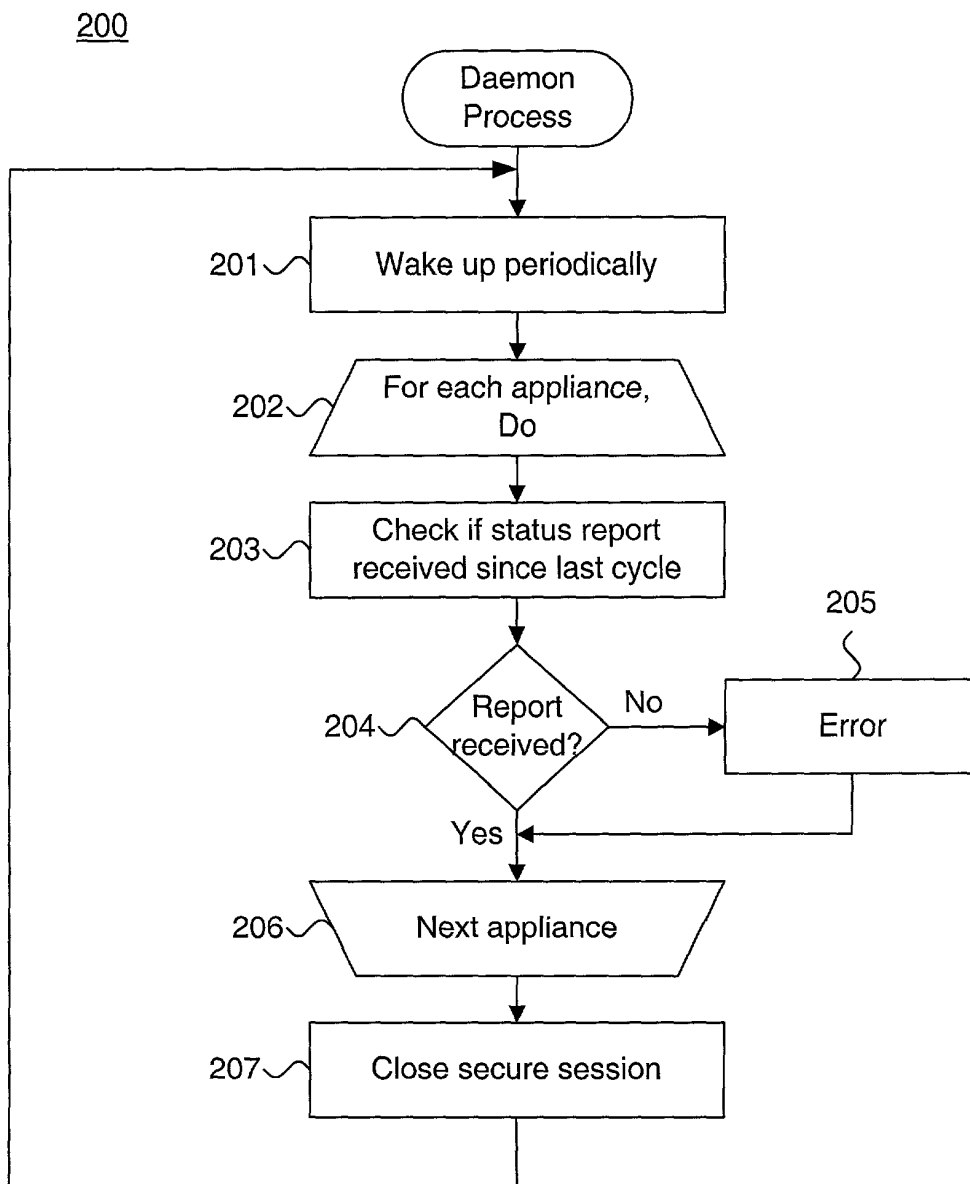 200
Daemon
Process
201
Wake up periodically
202
For each appliance,
Do
203
Check if status report
received since last cycle
204
Report
received?
No
205
Error
Yes
206
Next appliance
207
Close secure session